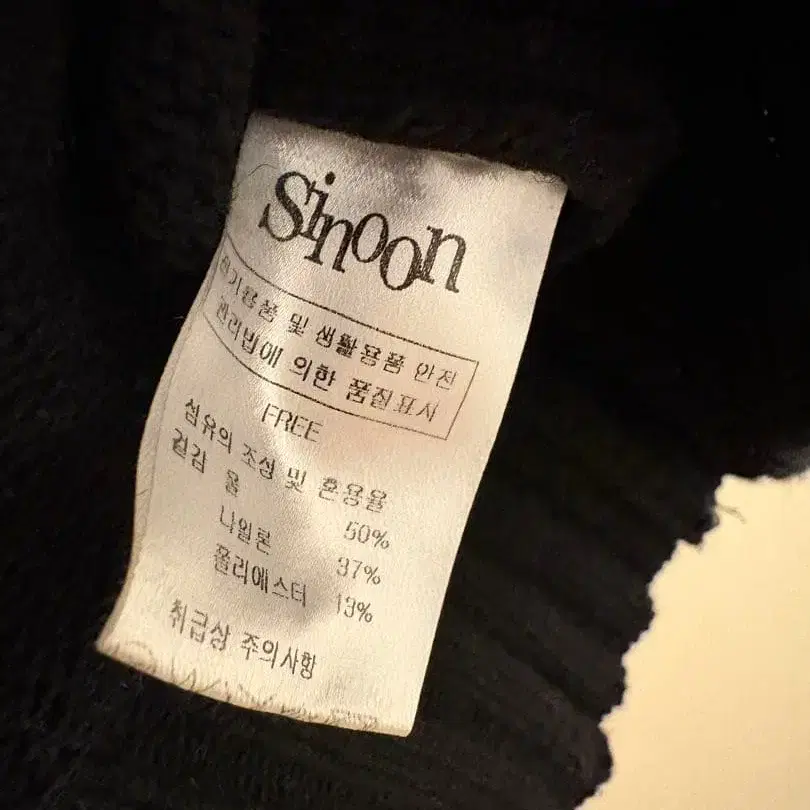 Sinoon
전기용품 및 생활용품 안전
관리법에 의한 품질표시
FREE
섬유의 조성 및 혼용율
겉감 울 50%
나일론 37%
폴리에스터 13%
취급상 주의사항